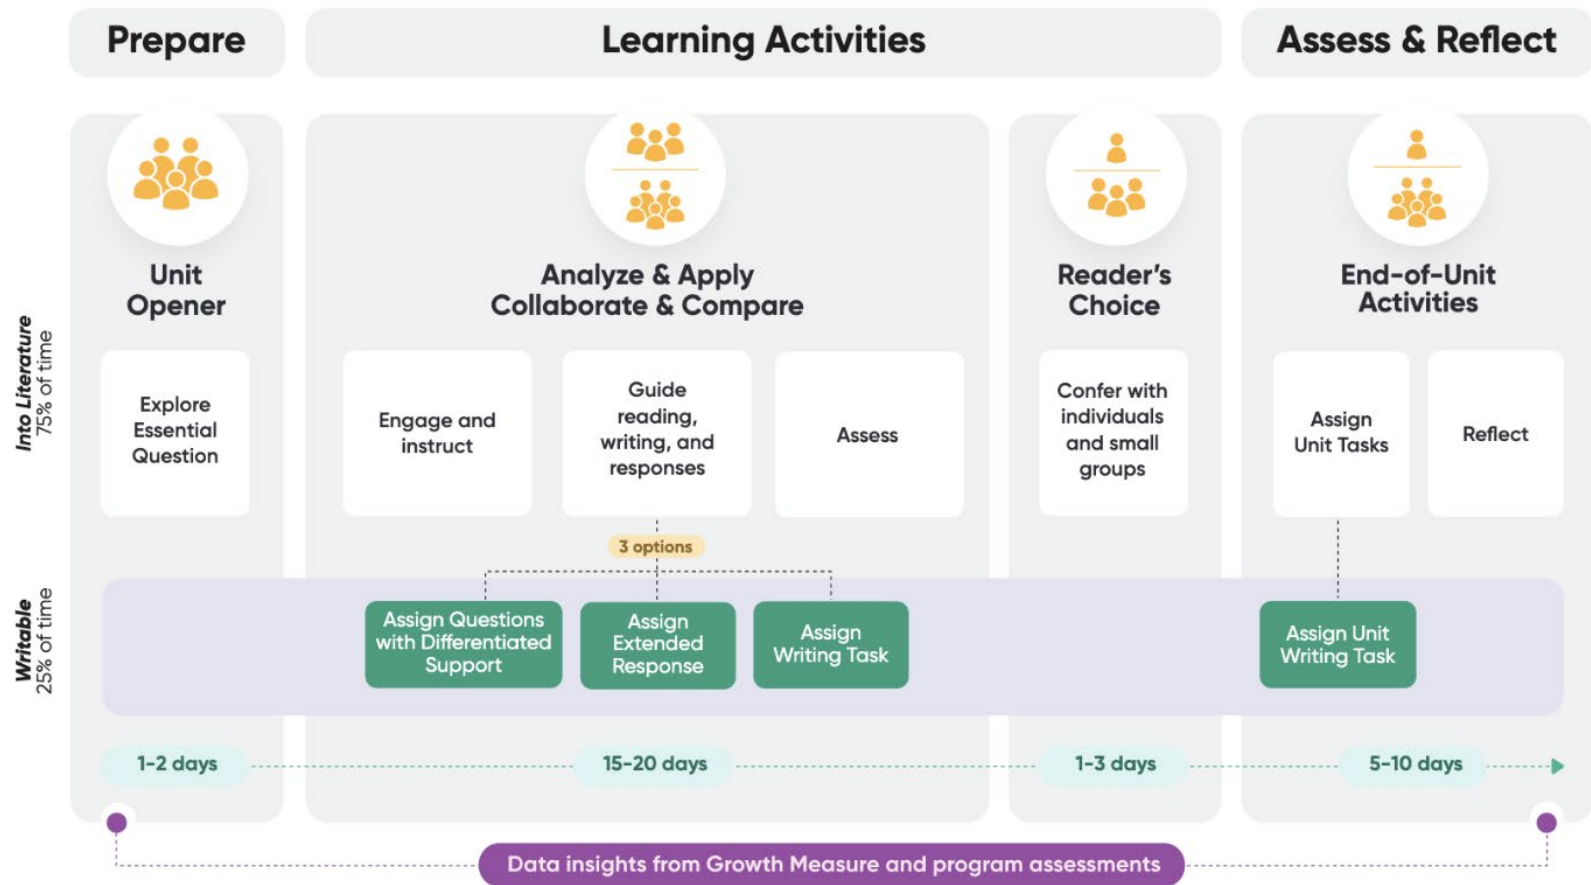 Prepare
Learning Activities
Assess & Reflect
Unit
Opener
Analyze & Apply
Collaborate & Compare
Reader's
Choice
End-of-Unit
Activities
Into Literature
75% of time
Explore
Essential
Question
Engage and
instruct
Guide
reading,
writing, and
responses
Assess
Confer with
individuals
and small
groups
Assign
Unit Tasks
Reflect
3 options
Writable
25% of time
Assign Questions
with Differentiated
Support
Assign
Extended
Response
Assign
Writing Task
Assign Unit
Writing Task
1-2 days
15-20 days
1-3 days
5-10 days
Data insights from Growth Measure and program assessments